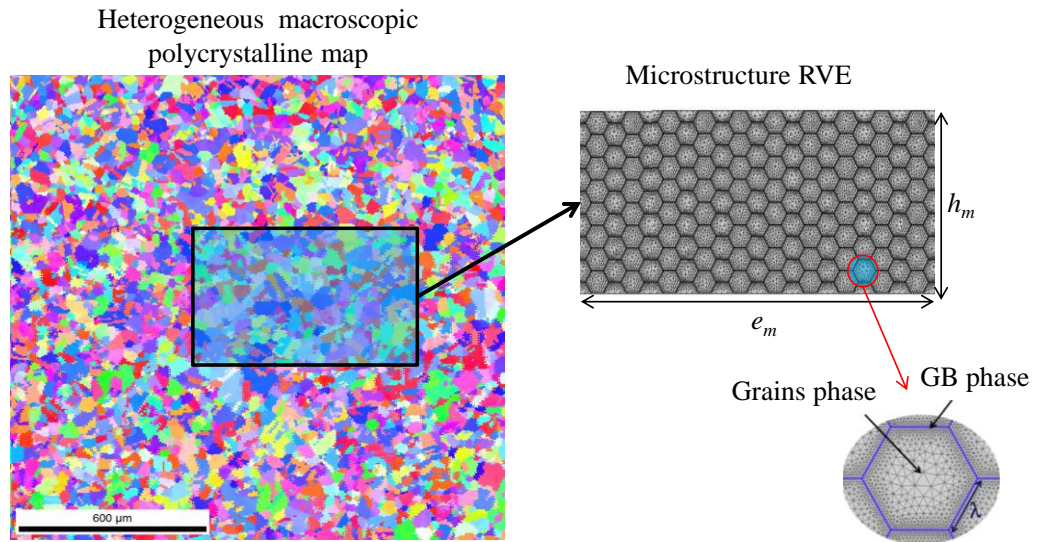 Heterogeneous macroscopic
polycrystalline map
Microstructure RVE
h_m
e_m
Grains phase
GB phase
λ
600 µm